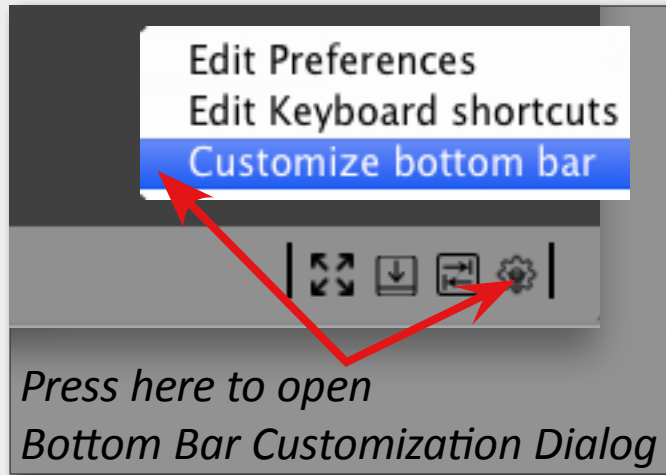 Edit Preferences
Edit Keyboard shortcuts
Customize bottom bar
Press here to open
Bottom Bar Customization Dialog